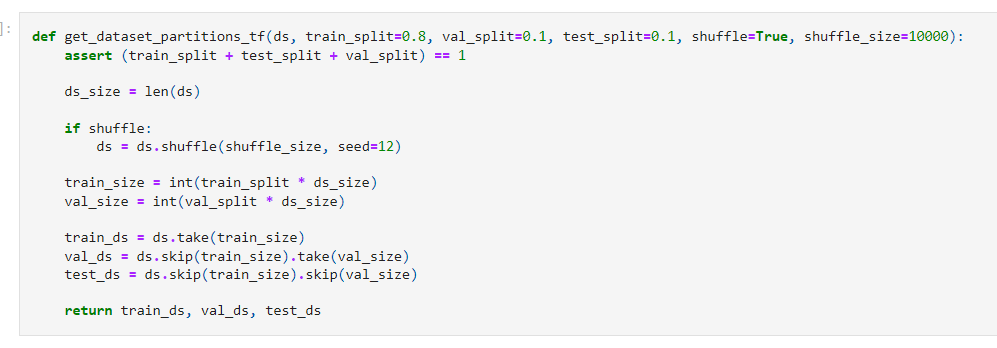 ]:
def get_dataset_partitions_tf(ds, train_split=0.8, val_split=0.1, test_split=0.1, shuffle=True, shuffle_size=10000):
    assert (train_split + test_split + val_split) == 1

    ds_size = len(ds)

    if shuffle:
        ds = ds.shuffle(shuffle_size, seed=12)

    train_size = int(train_split * ds_size)
    val_size = int(val_split * ds_size)

    train_ds = ds.take(train_size)
    val_ds = ds.skip(train_size).take(val_size)
    test_ds = ds.skip(train_size).skip(val_size)

    return train_ds, val_ds, test_ds